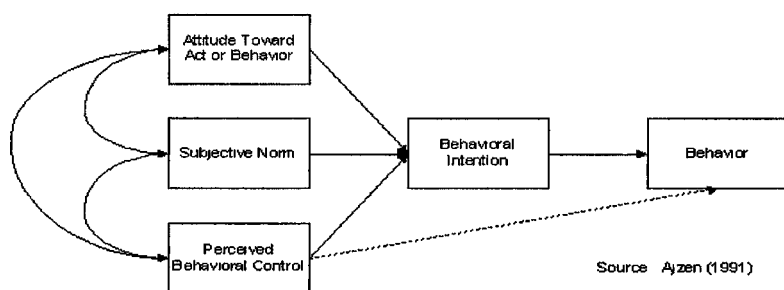 Attitude Toward
Act or Behavior
Subjective Norm
Perceived
Behavioral Control
Behavioral
Intention
Behavior
Source Ajzen (1991)